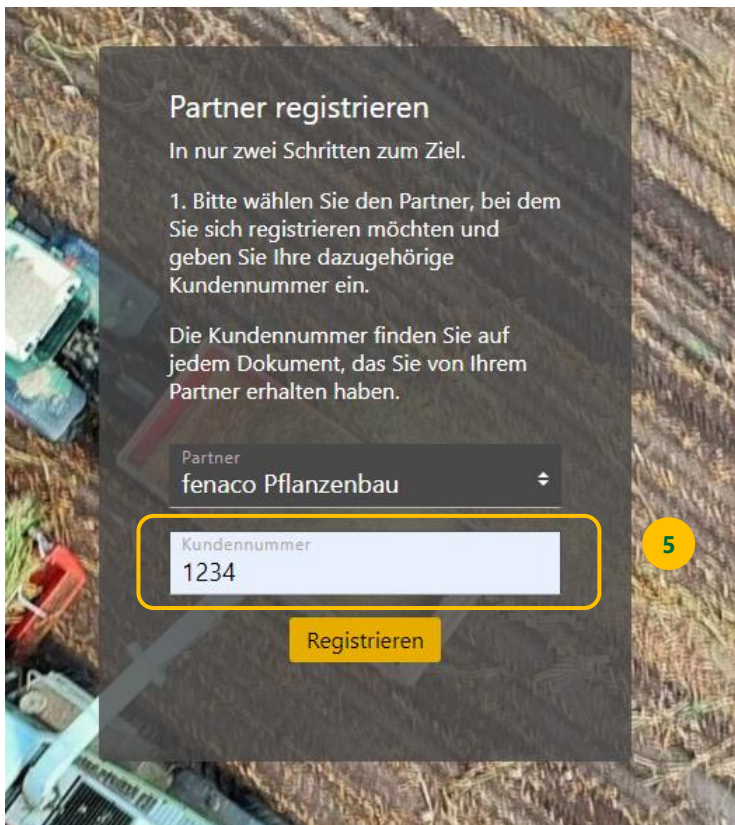 Partner registrieren
In nur zwei Schritten zum Ziel.
1. Bitte wählen Sie den Partner, bei dem
Sie sich registrieren möchten und
geben Sie Ihre dazugehörige
Kundennummer ein.
Die Kundennummer finden Sie auf
jedem Dokument, das Sie von Ihrem
Partner erhalten haben.
Partner
fenaco Pflanzenbau
Kundennummer
1234
5
Registrieren